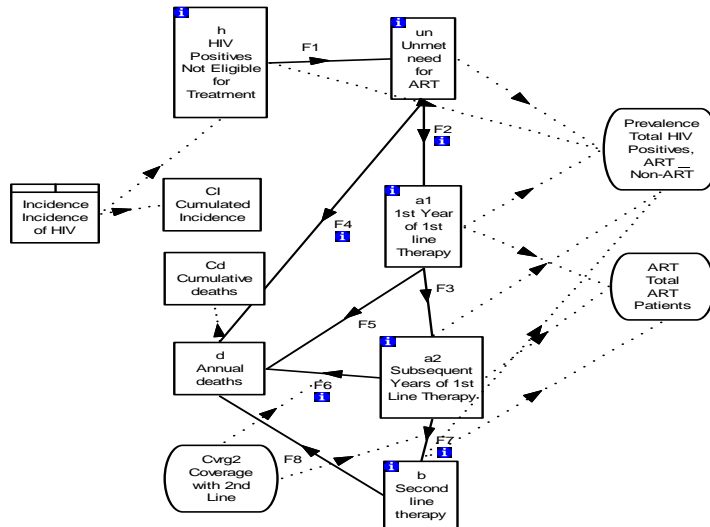 i
h
HIV
Positives
Not Eligible
for
Treatment
F1
i
un
Unmet
need
for
ART
F2
i
Prevalence
Total HIV
Positives,
ART _
Non-ART
Incidence
Incidence
of HIV
CI
Cumulated
Incidence
i
a1
1st Year
of 1st
line
Therapy
F4
i
Cd
Cumulative
deaths
F3
F5
ART
Total
ART
Patients
d
Annual
deaths
i
a2
Subsequent
Years of 1st
Line Therapy
F6
i
F7
i
Cvrg2
Coverage
with 2nd
Line
F8
i
b
Second
line
therapy